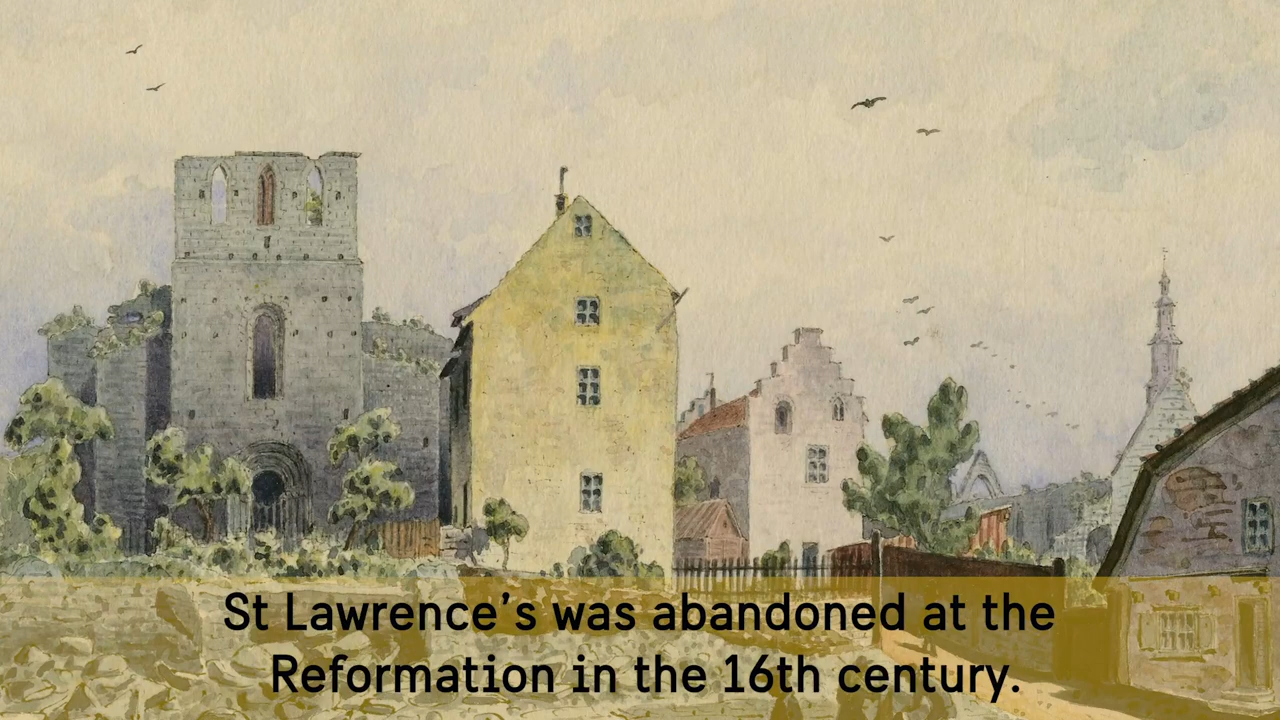 St Lawrence’s was abandoned at the
Reformation in the 16th century.